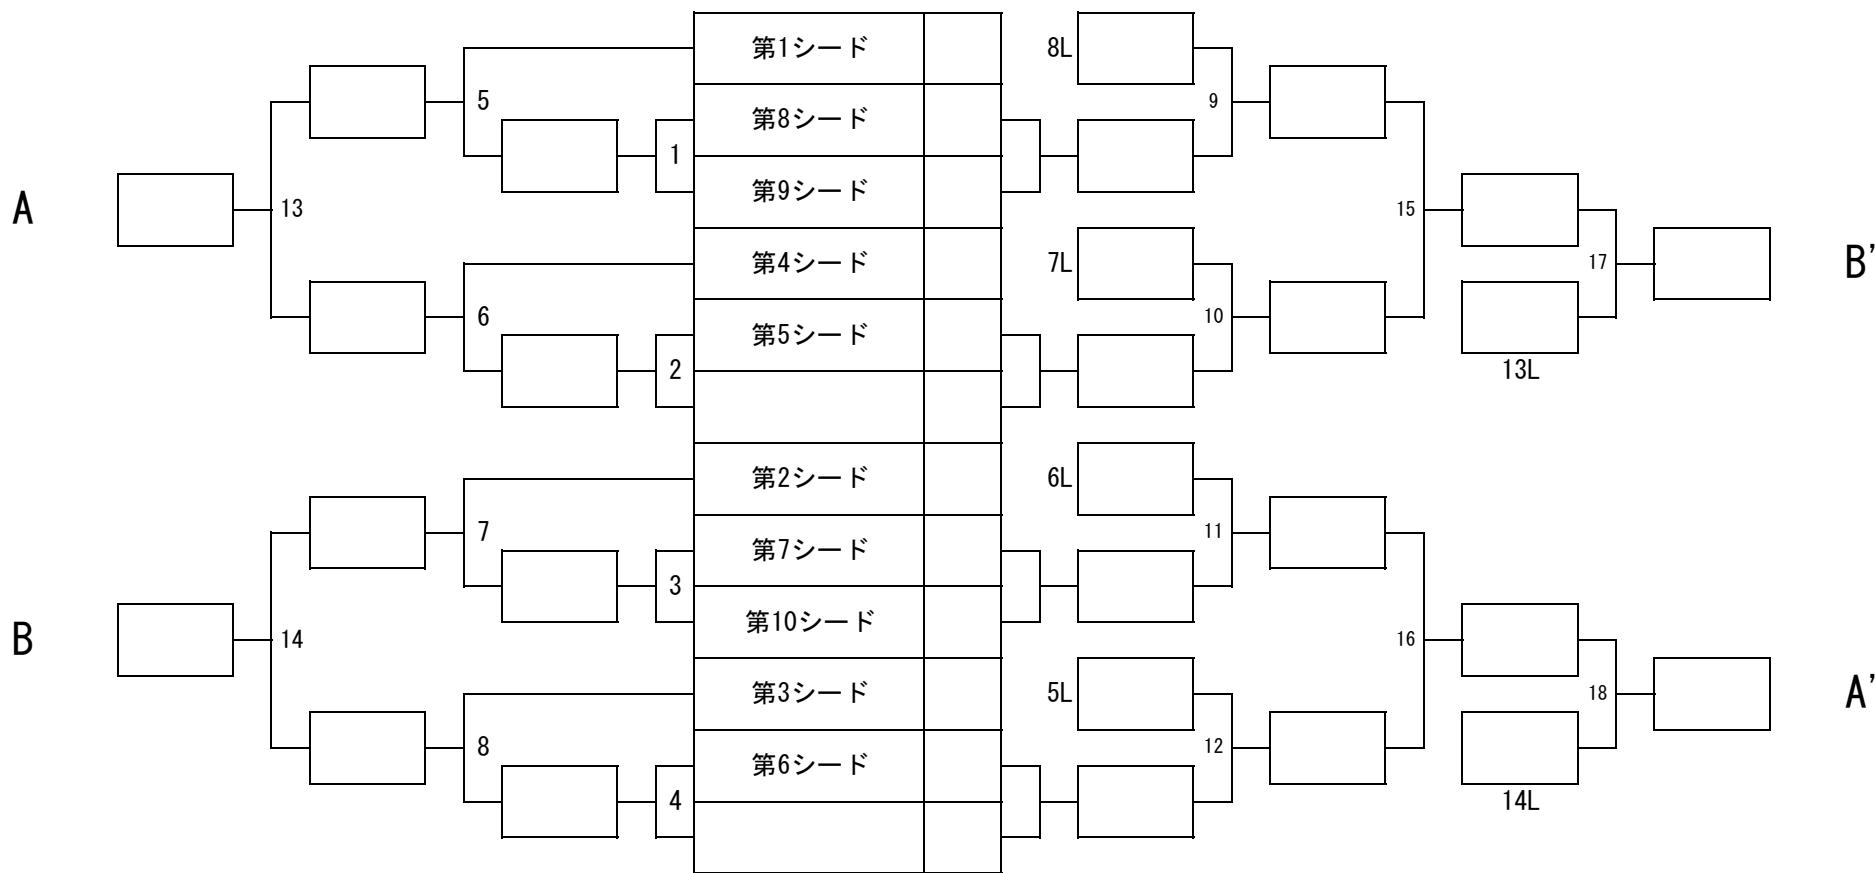 第1シード 8L
5 9
第8シード
1
A 13 第9シード 15
第4シード 7L 17 B'
6 10
第5シード
2 13L
第2シード 6L
7 11
第7シード
3
第10シード
B 14 16
第3シード 5L 18 A'
8 12
第6シード
4 14L